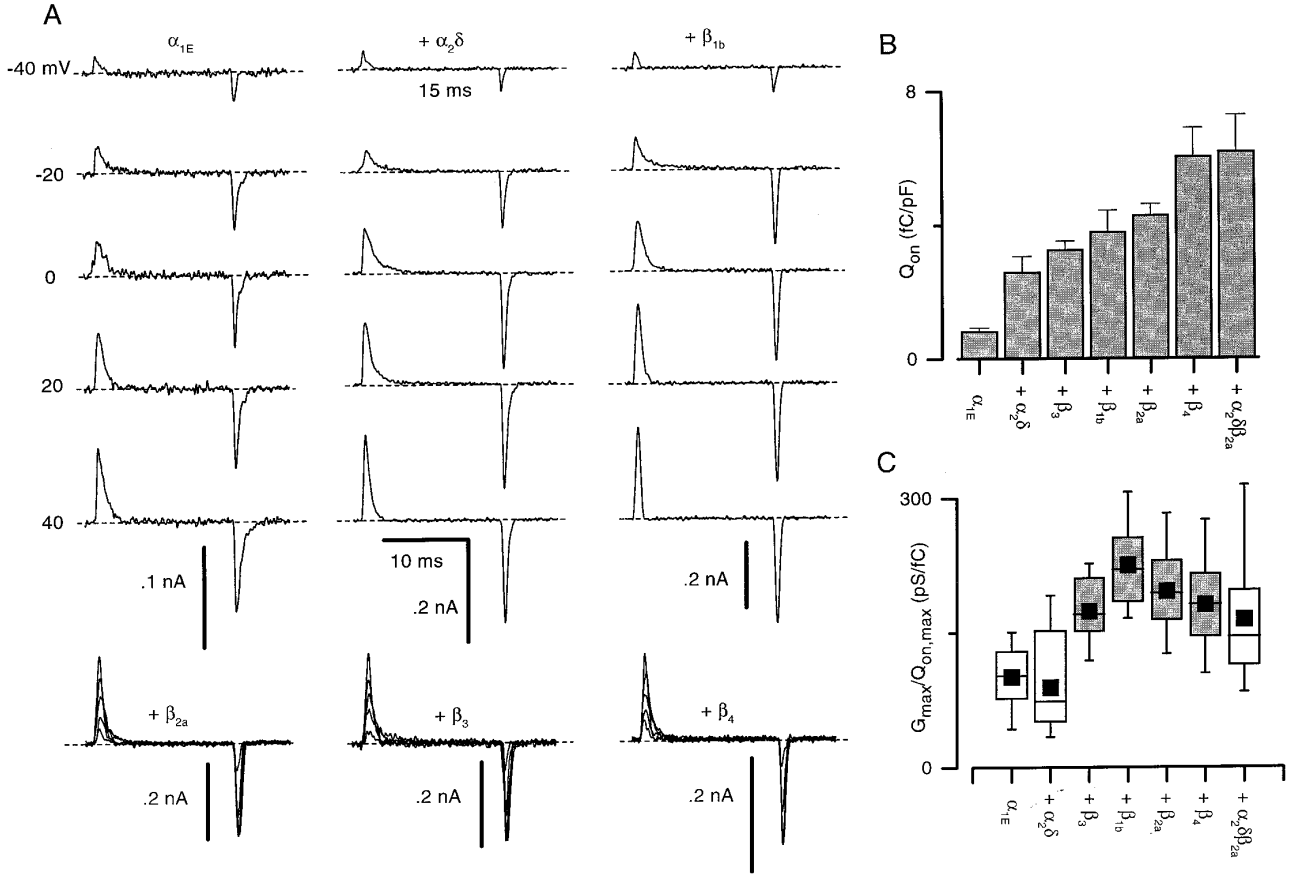 A
α1E
+ α2δ
+ β1b
-40 mV
15 ms
-20
0
20
40
.1 nA
10 ms
.2 nA
.2 nA
+ β2a
+ β3
+ β4
.2 nA
.2 nA
.2 nA
B
8
Qon (fC/pF)
0
α1E
+ α2δ
+ β3
+ β1b
+ β2a
+ β4
+ α2δβ2a
C
300
Gmax/Qon,max (pS/fC)
0
α1E
+ α2δ
+ β3
+ β1b
+ β2a
+ β4
+ α2δβ2a